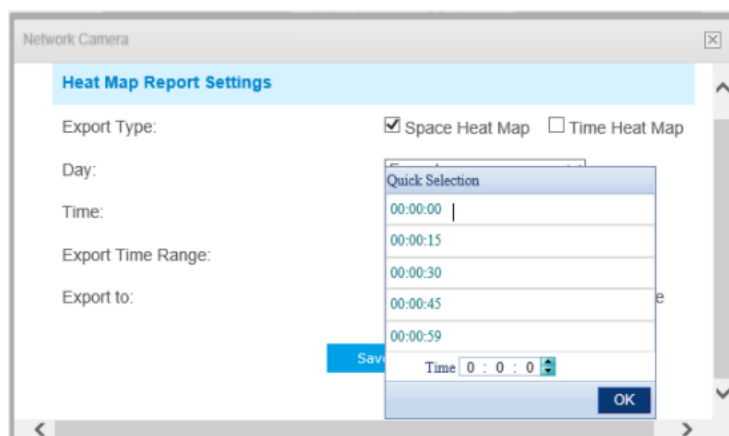 Network Camera
Heat Map Report Settings
Export Type:
Space Heat Map
Time Heat Map
Day:
Quick Selection
00:00:00
Time:
00:00:15
Export Time Range:
00:00:30
Export to:
00:00:45
e
00:00:59
Save
Time 0 : 0 : 0
OK